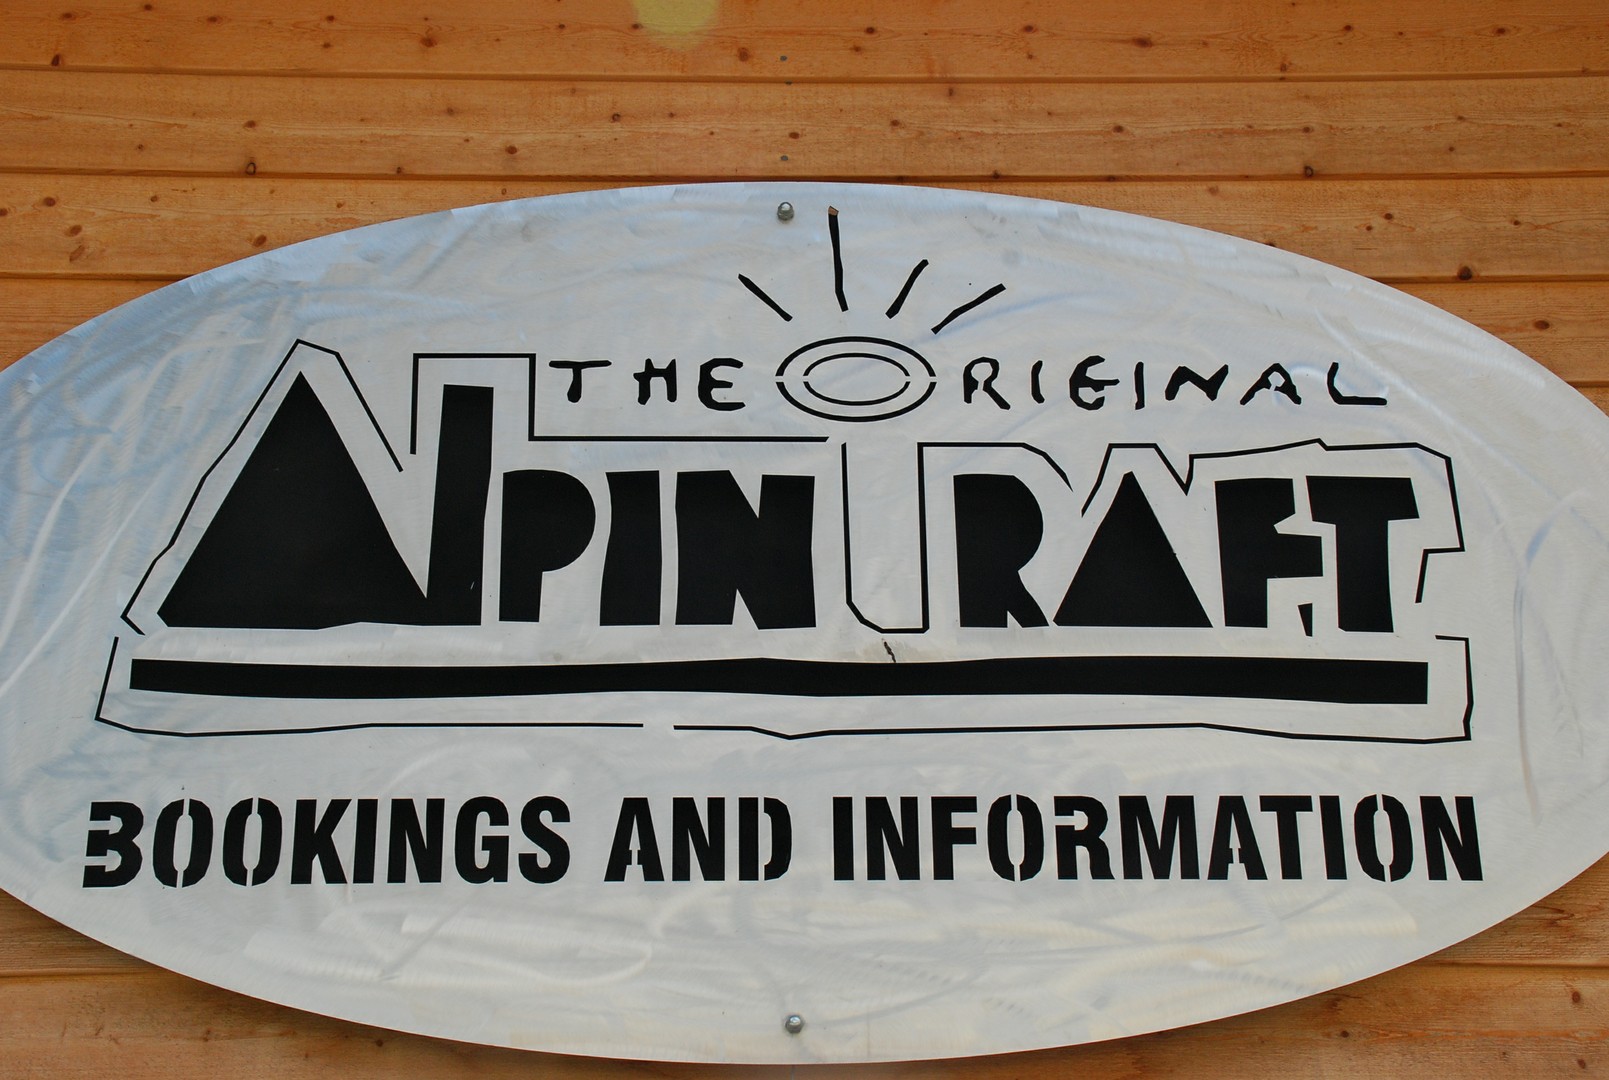 THE ORIGINAL
ALPIN RAFT
BOOKINGS AND INFORMATION